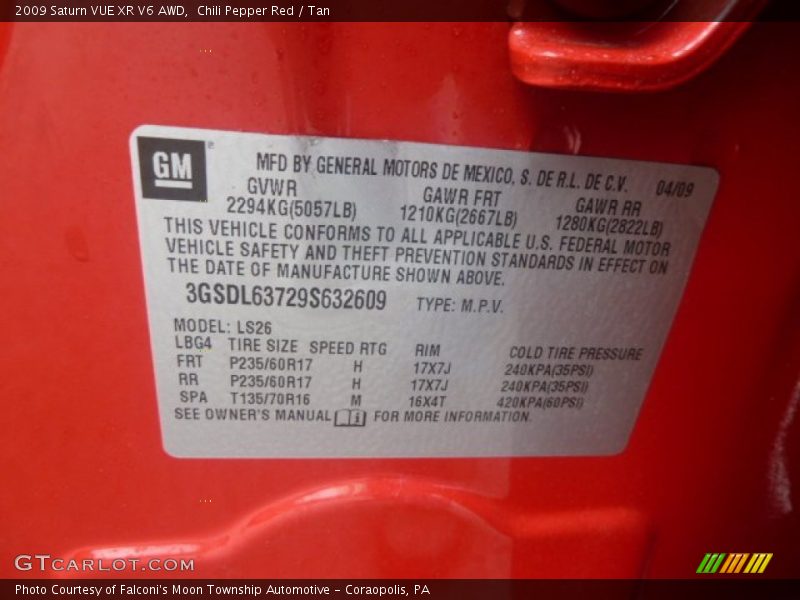 2009 Saturn VUE XR V6 AWD,  Chili Pepper Red / Tan
GM
MFD BY GENERAL MOTORS DE MEXICO, S. DE R.L. DE C.V. 04/09
GVWR GAWR FRT GAWR RR
2294KG(5057LB) 1210KG(2667LB) 1280KG(2822LB)
THIS VEHICLE CONFORMS TO ALL APPLICABLE U.S. FEDERAL MOTOR
VEHICLE SAFETY AND THEFT PREVENTION STANDARDS IN EFFECT ON
THE DATE OF MANUFACTURE SHOWN ABOVE.
3GSDL63729S632609 TYPE: M.P.V.
MODEL: LS26
LBG4 TIRE SIZE SPEED RTG RIM COLD TIRE PRESSURE
FRT P235/60R17 H 17X7J 240KPA(35PSI)
RR P235/60R17 H 17X7J 240KPA(35PSI)
SPA T135/70R16 M 16X4T 420KPA(60PSI)
SEE OWNER'S MANUAL FOR MORE INFORMATION.
GTCarLot.com
Photo Courtesy of Falconi's Moon Township Automotive - Coraopolis, PA